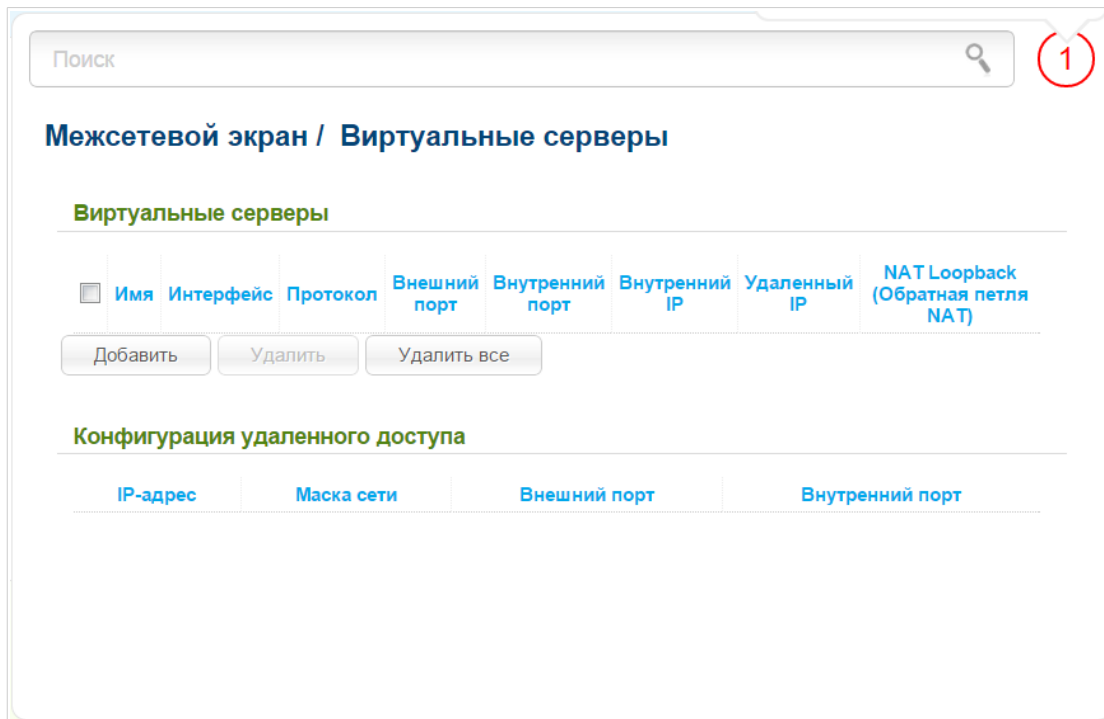 Поиск
1
Межсетевой экран / Виртуальные серверы
Виртуальные серверы
Имя Интерфейс Протокол Внешний порт Внутренний порт Внутренний IP Удаленный IP NAT Loopback (Обратная петля NAT)
Добавить Удалить Удалить все
Конфигурация удаленного доступа
IP-адрес Маска сети Внешний порт Внутренний порт